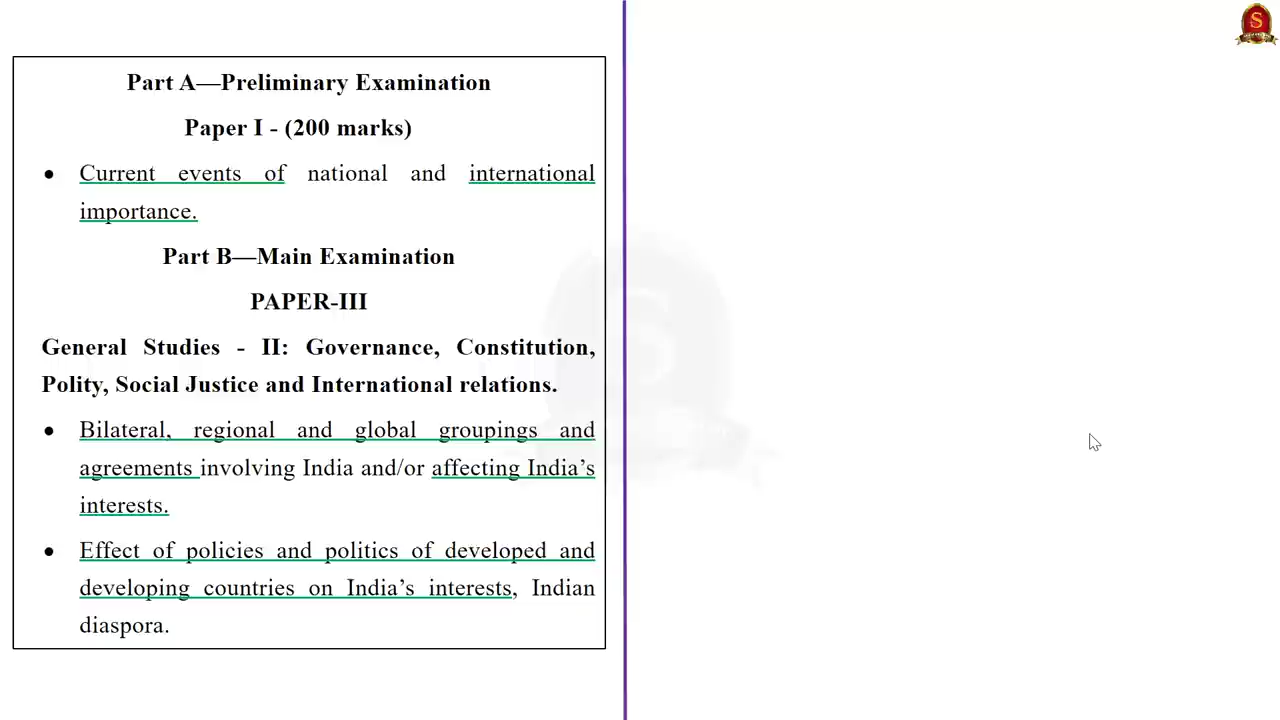 S
Part A—Preliminary Examination
Paper I - (200 marks)
● Current events of national and international
importance.
Part B—Main Examination
PAPER-III
General Studies - II: Governance, Constitution,
Polity, Social Justice and International relations.
● Bilateral, regional and global groupings and
agreements involving India and/or affecting India’s
interests.
● Effect of policies and politics of developed and
developing countries on India’s interests, Indian
diaspora.